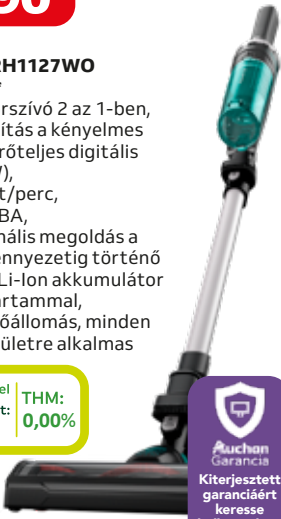 90
RH1127WO
rszívó 2 az 1-ben,
ítás a kényelmes
rőteljes digitális
/),
t/perc,
BA,
nális megoldás a
ennyezetig történő
Li-Ion akkumulátor
artammal,
őállomás, minden
ületre alkalmas
el THM:
t: 0,00%
Auchan
Garancia
Kiterjesztett
garanciáért
keresse